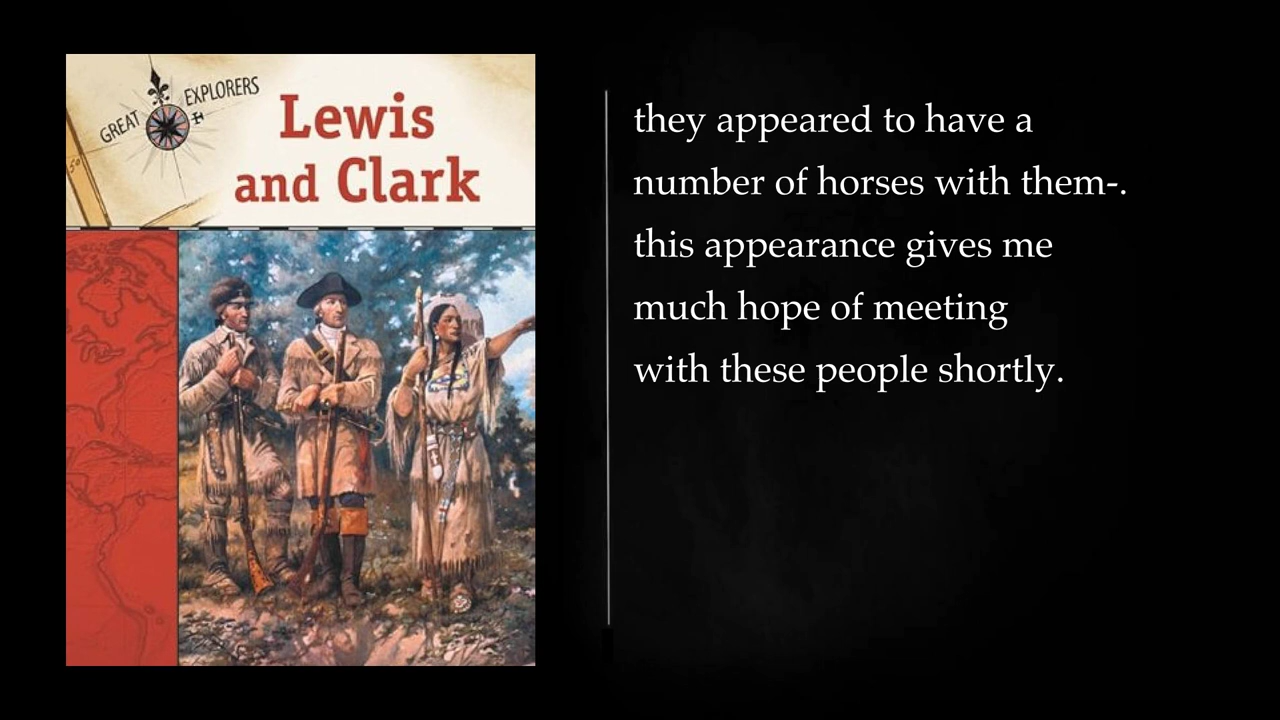 GREAT EXPLORERS
Lewis
and Clark
50
they appeared to have a
number of horses with them-.
this appearance gives me
much hope of meeting
with these people shortly.